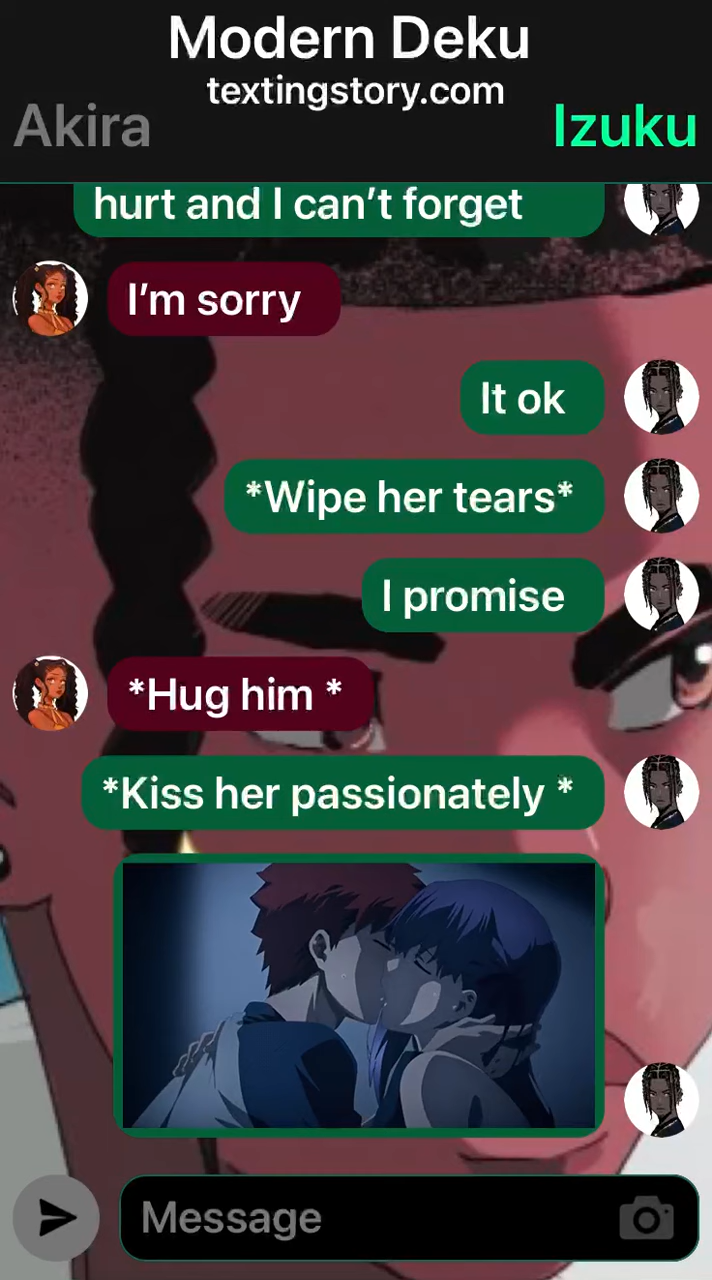 Modern Deku
textingstory.com
Akira
Izuku
hurt and I can’t forget
I’m sorry
It ok
*Wipe her tears*
I promise
*Hug him *
*Kiss her passionately *
Message